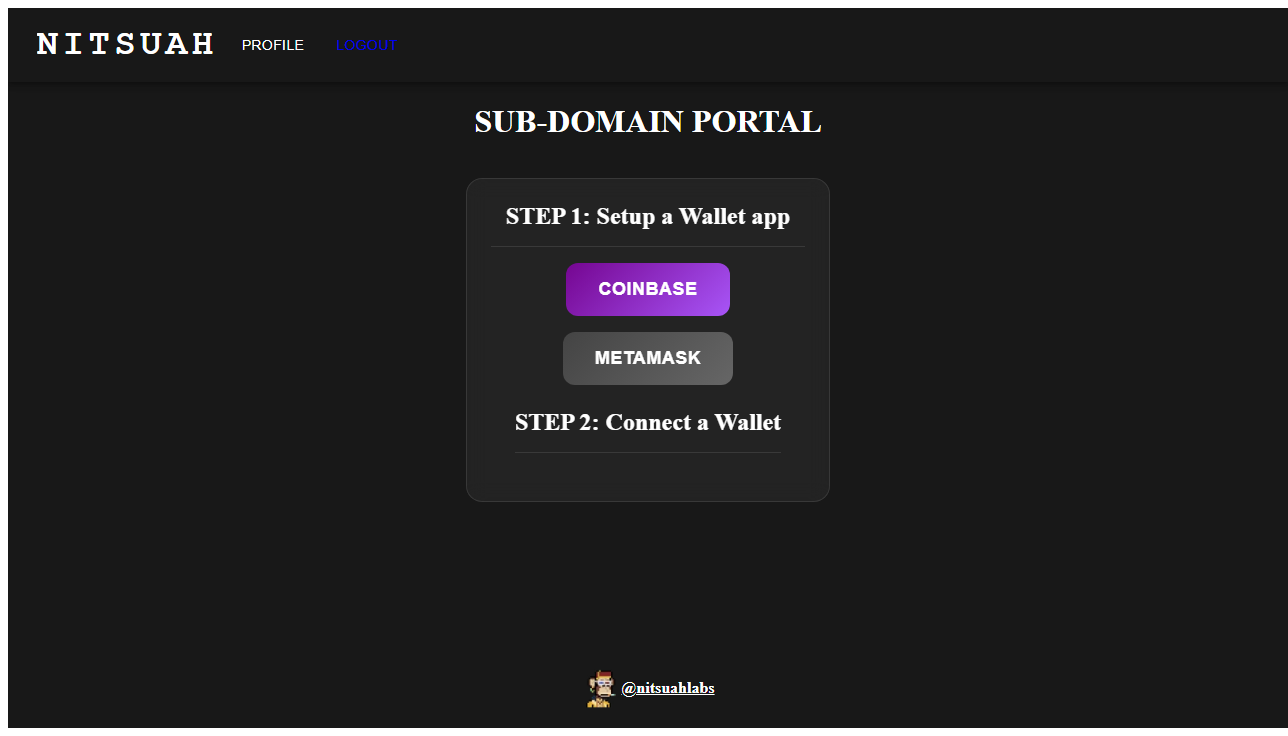 NITSUAH PROFILE LOGOUT
SUB-DOMAIN PORTAL
STEP 1: Setup a Wallet app
COINBASE
METAMASK
STEP 2: Connect a Wallet
@nitsuahlabs